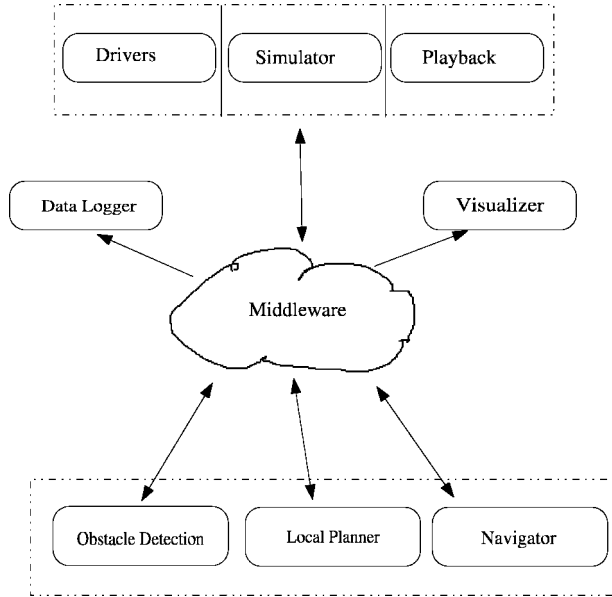 Drivers
Simulator
Playback
Data Logger
Visualizer
Middleware
Obstacle Detection
Local Planner
Navigator